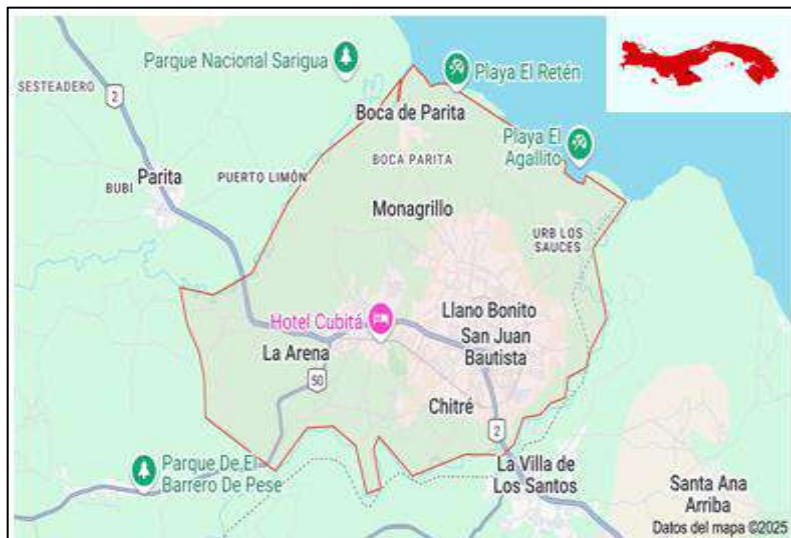 Parque Nacional Sarigua
Playa El Retén
SESTEADERO
2
Boca de Parita
Playa El
Agallito
BOCA PARITA
Parita
PUERTO LIMÓN
BUBI
Monagrillo
URB LOS
SAUCES
Hotel Cubitá
Llano Bonito
San Juan
Bautista
La Arena
50
Chitré
2
Parque De El
Barrero De Pese
La Villa de
Los Santos
Santa Ana
Arriba
Datos del mapa ©2025